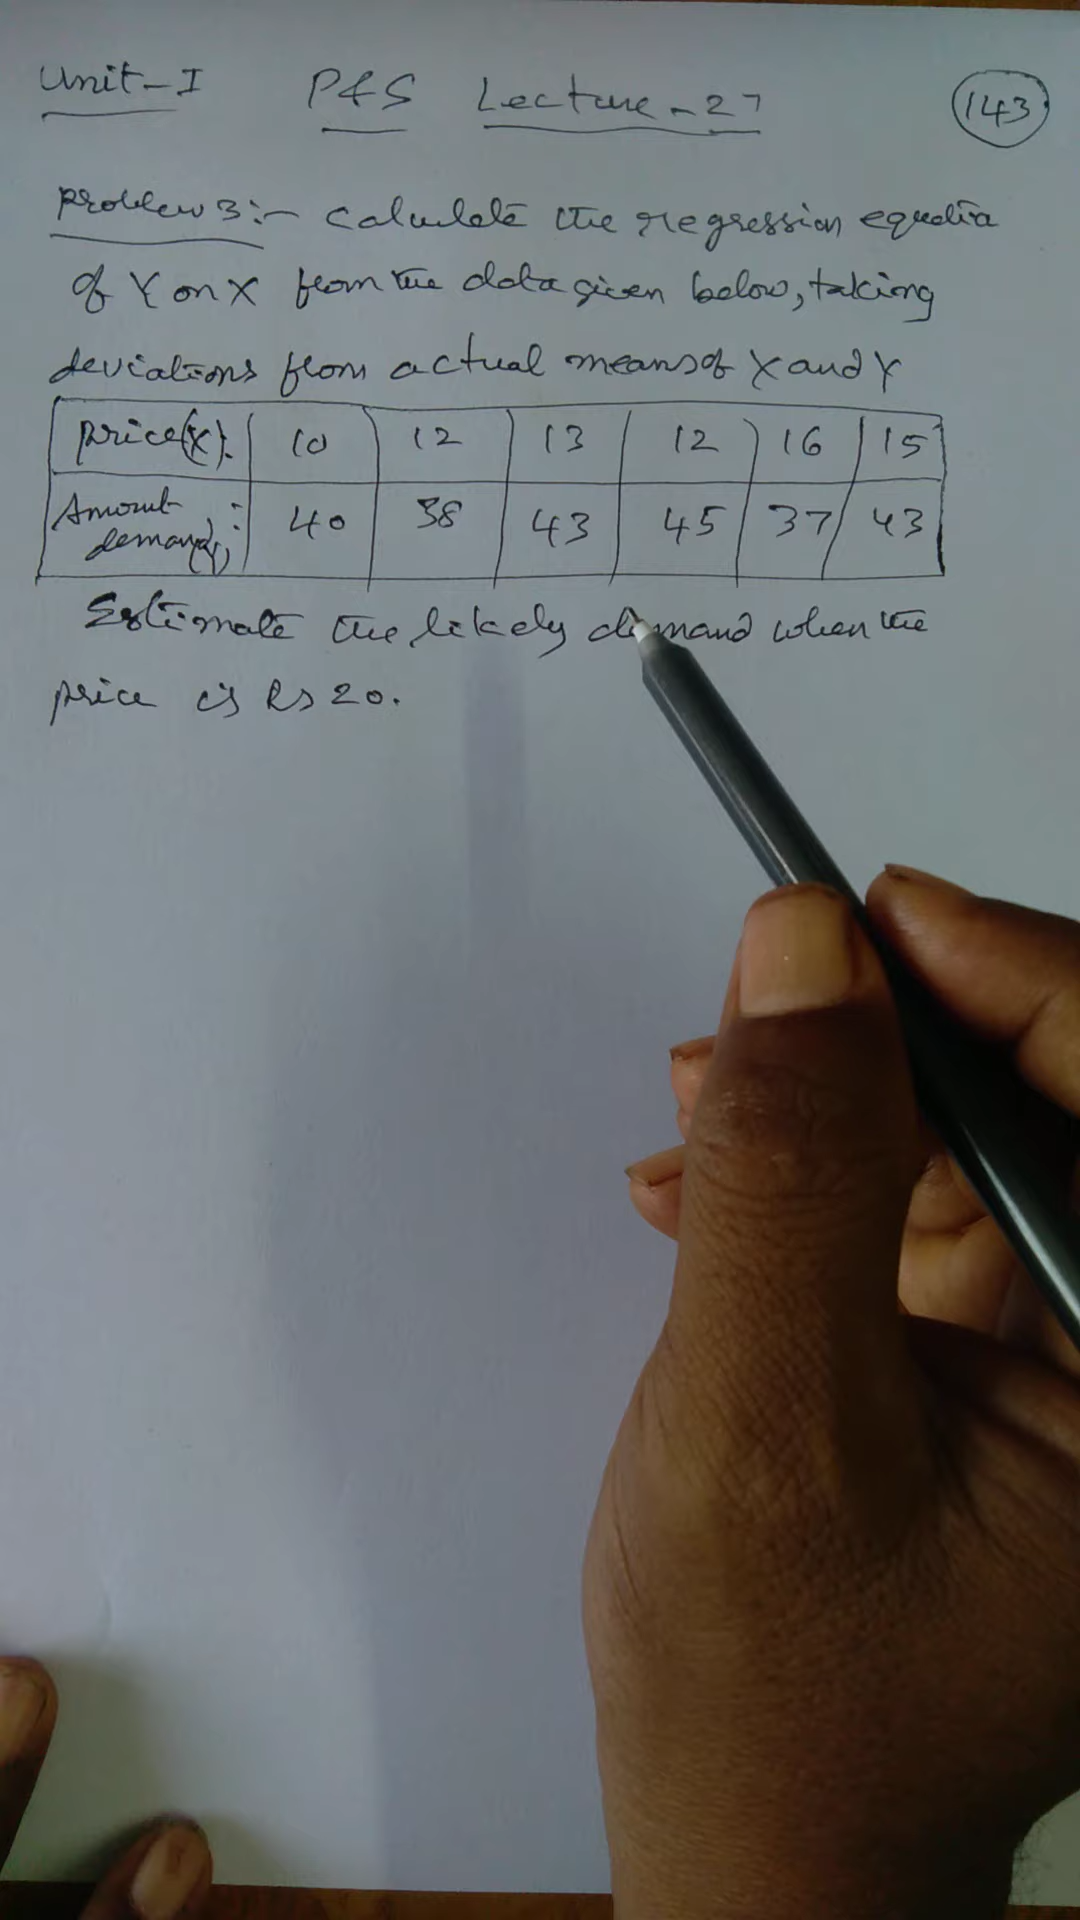 Unit-I P&S Lecture-27 143
Problem 3:- Calculate the regression equation
of Y on X from the data given below, taking
deviations from actual means of X and Y
Price(X): 10 12 13 12 16 15
Amount demand(Y): 40 38 43 45 37 43
Estimate the likely demand when the
price is Rs 20.